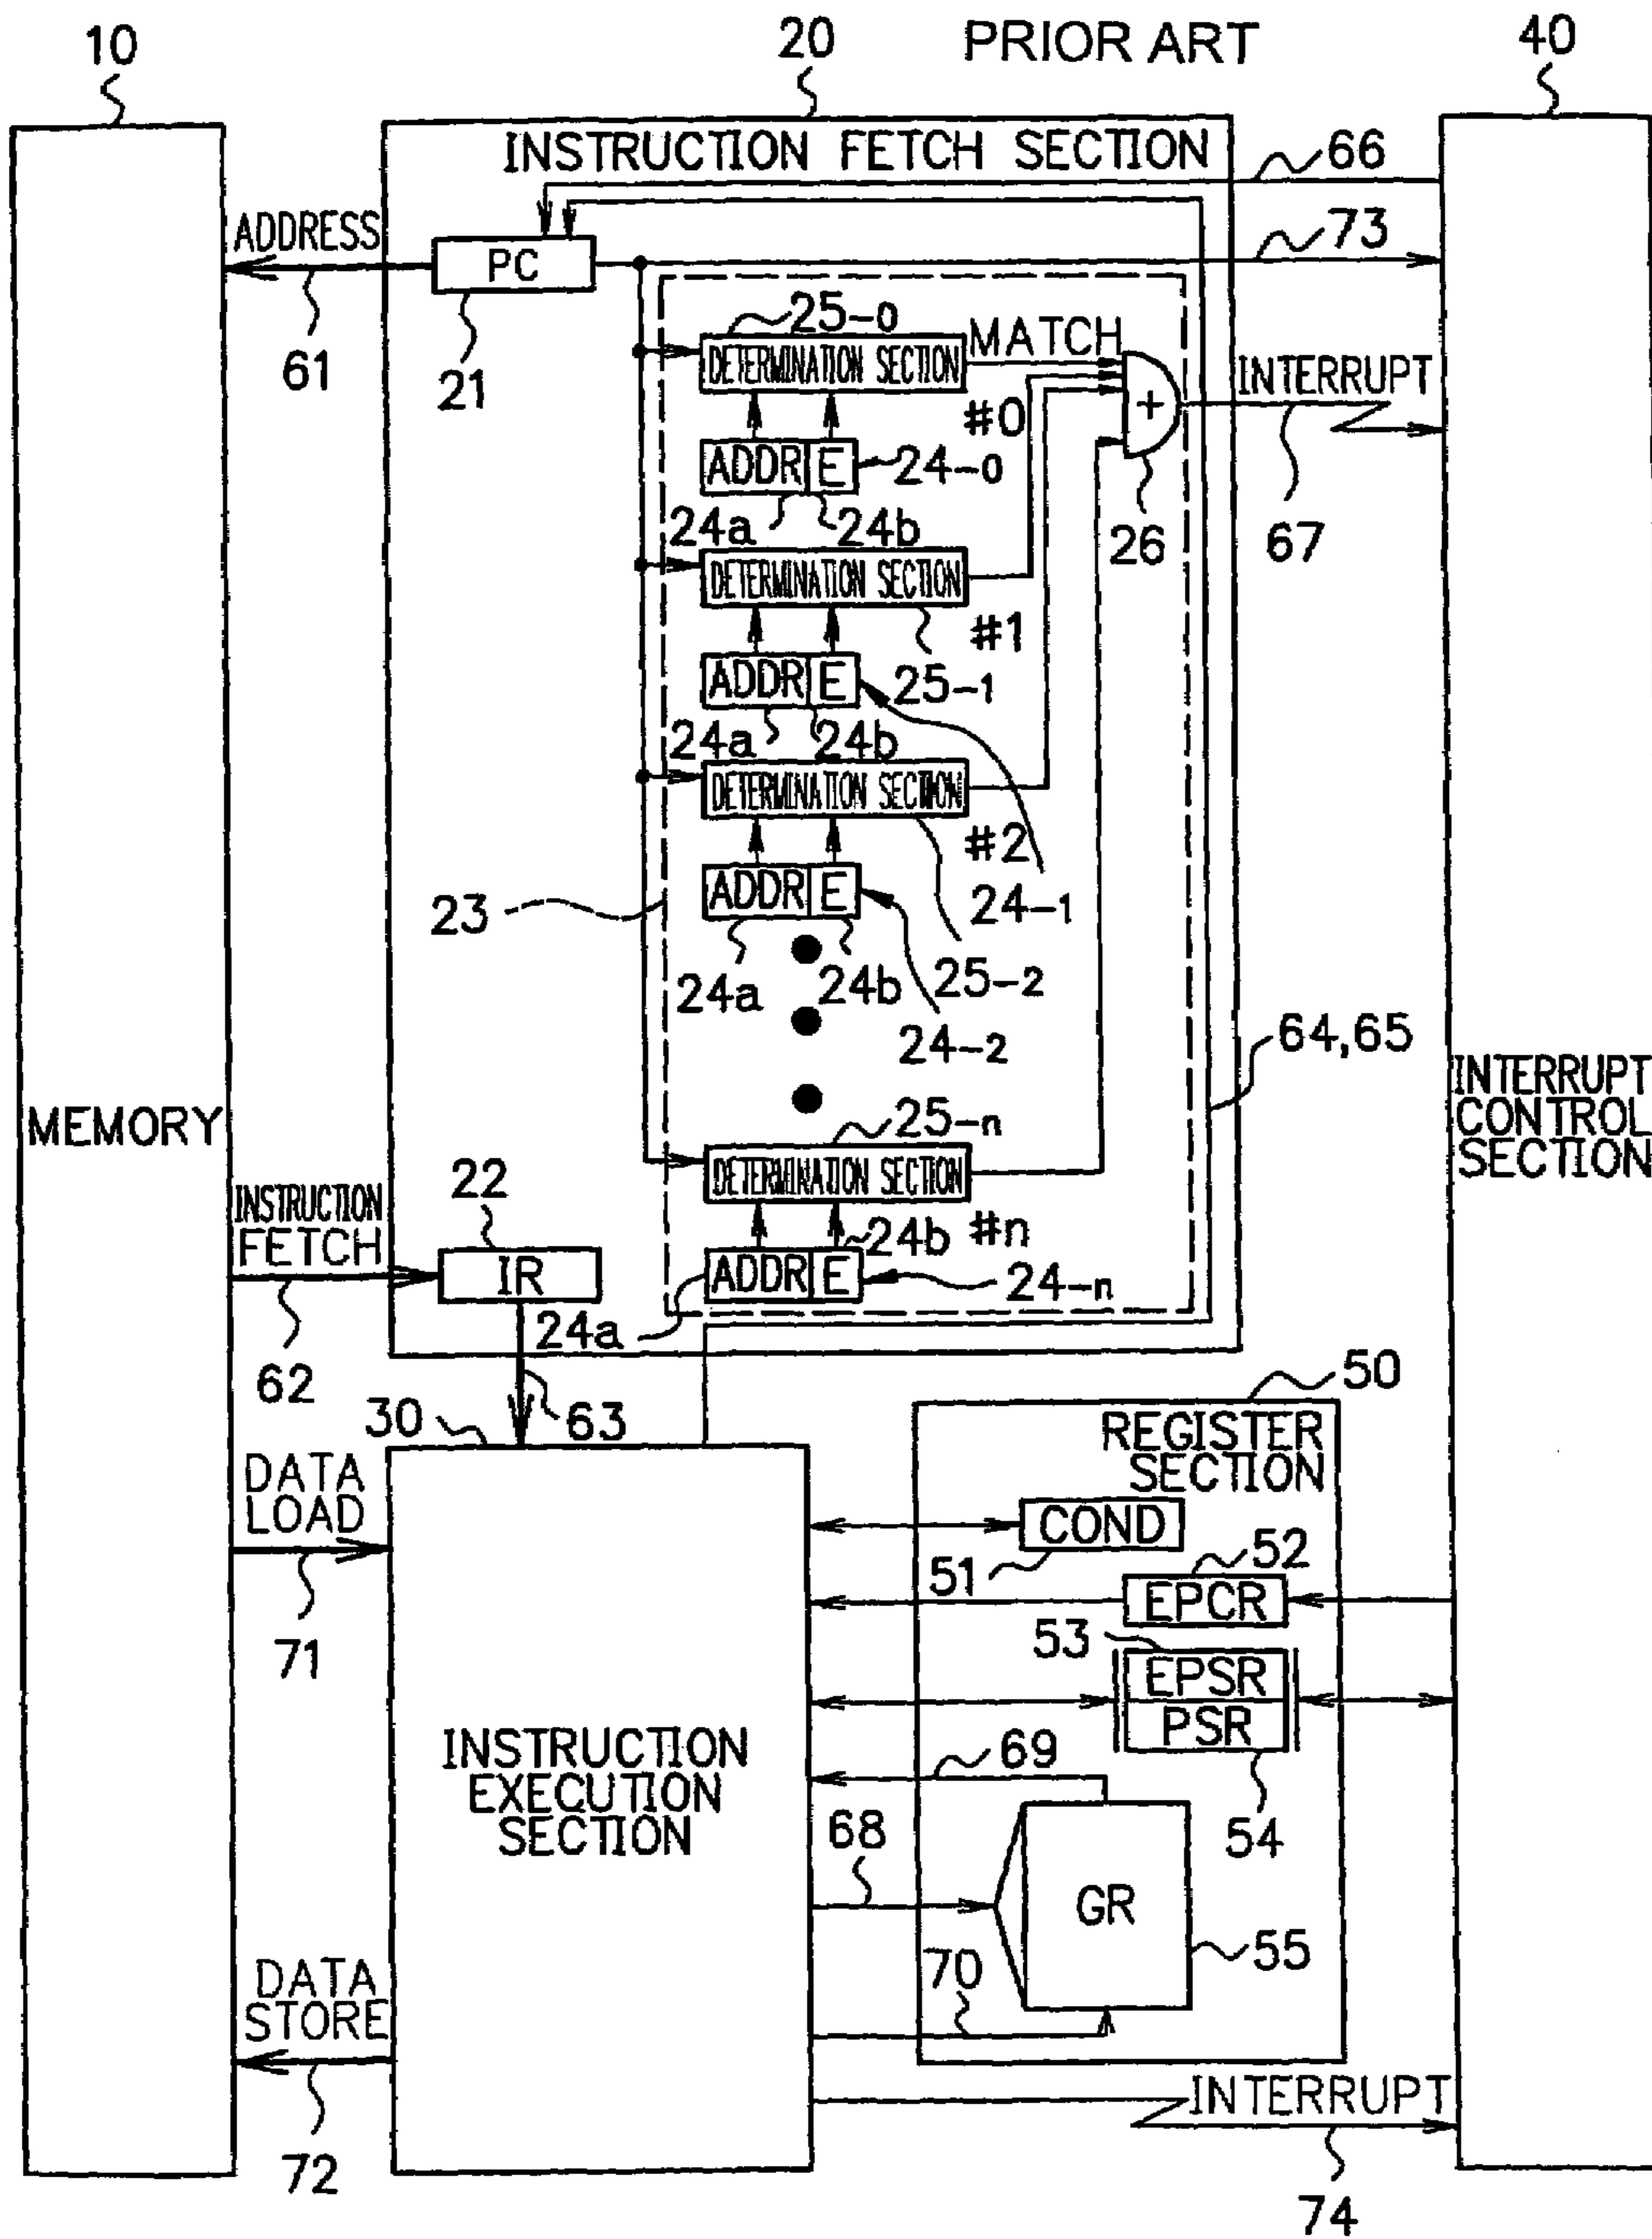 10
20
PRIOR ART
40
INSTRUCTION FETCH SECTION
66
ADDRESS
PC
73
61
21
25-0
DETERMINATION SECTION
MATCH
#0
+
INTERRUPT
ADDR E
24-0
24a
24b
26
67
DETERMINATION SECTION
#1
ADDR E
25-1
24a
24b
DETERMINATION SECTION
#2
ADDR E
24-1
23
24a
24b
25-2
24-2
64,65
MEMORY
INTERRUPT
CONTROL
SECTION
25-n
DETERMINATION SECTION
22
INSTRUCTION
FETCH
24b
#n
IR
ADDR E
24-n
24a
62
63
30
50
REGISTER
SECTION
DATA
LOAD
COND
51
52
EPCR
71
53
EPSR
PSR
INSTRUCTION
EXECUTION
SECTION
69
54
68
GR
55
70
DATA
STORE
72
INTERRUPT
74